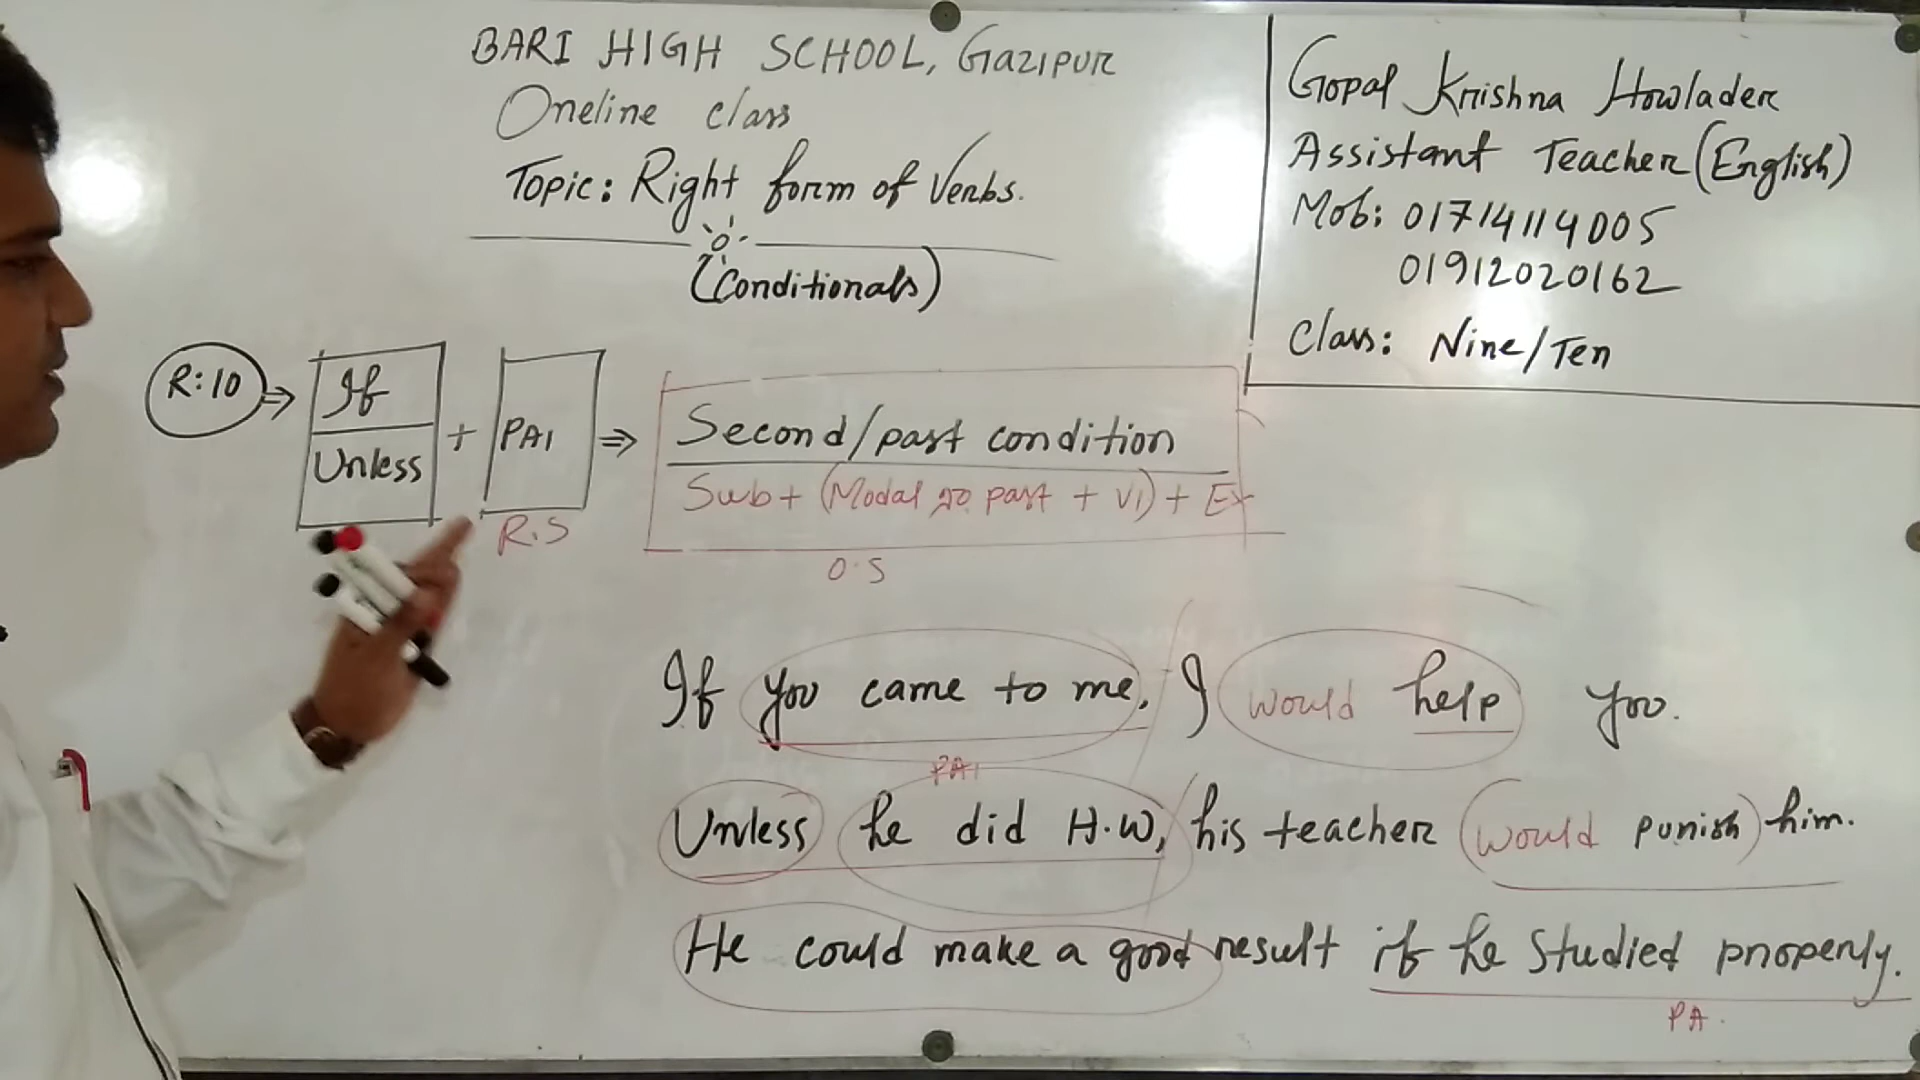 BARI HIGH SCHOOL, GAZIPUR
Oneline class
Topic: Right form of Verbs.
(Conditionals)
Gopal Krishna Howlader
Assistant Teacher (English)
Mob: 01714114005
01912020162
Class: Nine/Ten
R:10 ⇒ If + PAI ⇒ Second/past condition
Unless
Sub + (Modal এর past + V1) + Ex
R.S
O.S
If you came to me, I would help you.
PAI
Unless he did H.W, his teacher would punish him.
He could make a good result if he studied properly.
PA.